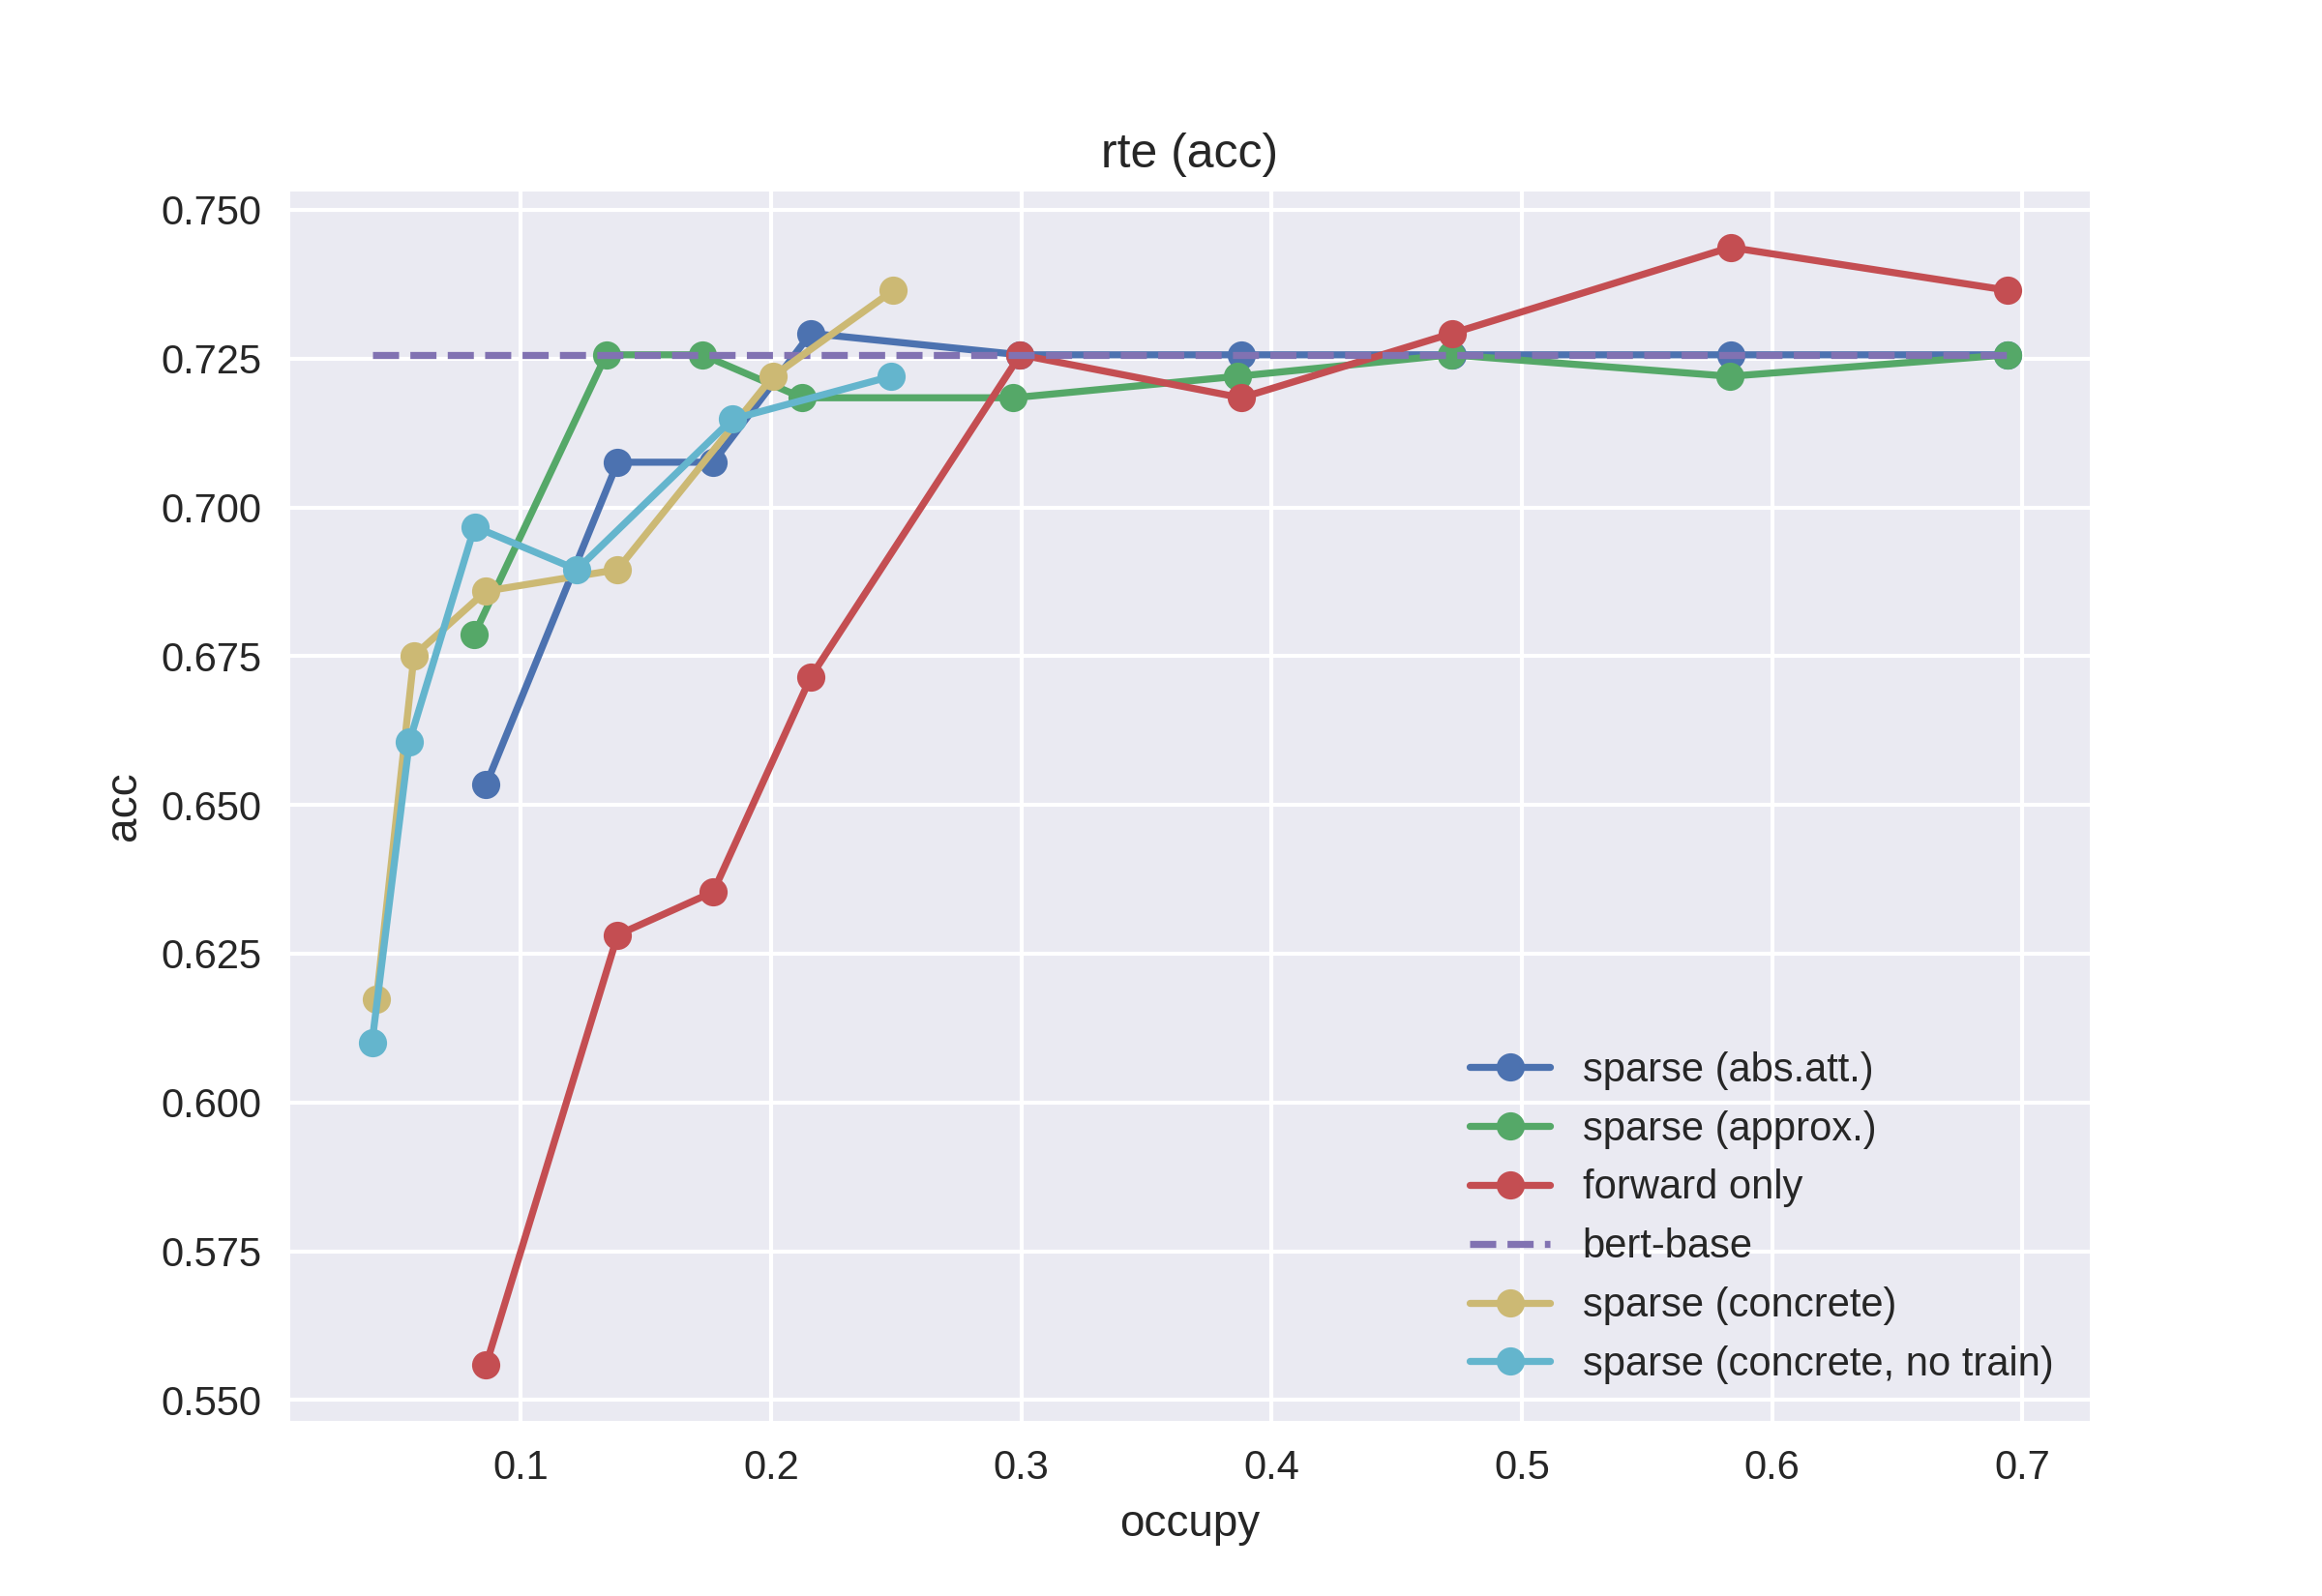 rte (acc)
0.750
0.725
0.700
0.675
0.650
0.625
0.600
0.575
0.550
acc
sparse (abs.att.)
sparse (approx.)
forward only
bert-base
sparse (concrete)
sparse (concrete, no train)
0.1 0.2 0.3 0.4 0.5 0.6 0.7
occupy